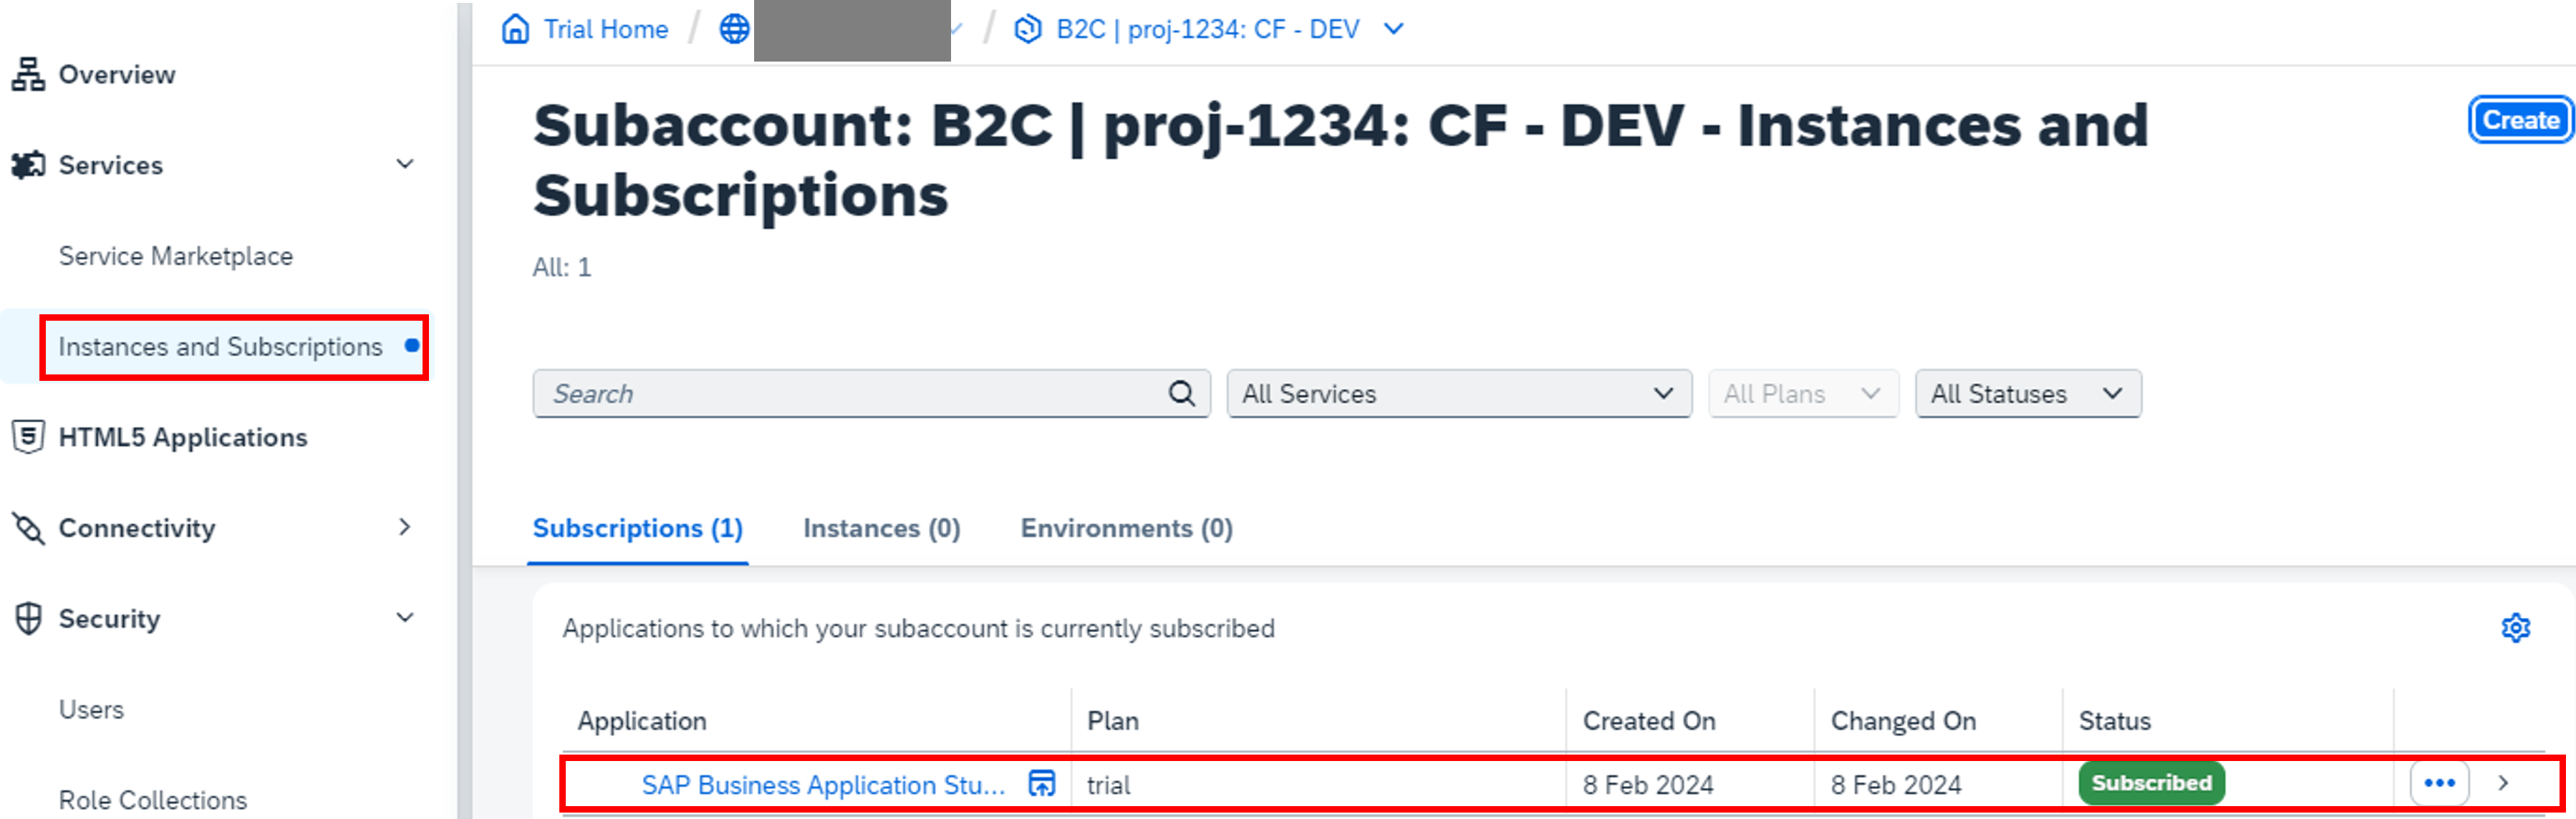 Overview
Services
Service Marketplace
Instances and Subscriptions
HTML5 Applications
Connectivity
Security
Users
Role Collections
Trial Home / / B2C | proj-1234: CF - DEV
Subaccount: B2C | proj-1234: CF - DEV - Instances and
Subscriptions
Create
All: 1
Search All Services All Plans All Statuses
Subscriptions (1) Instances (0) Environments (0)
Applications to which your subaccount is currently subscribed
Application Plan Created On Changed On Status
SAP Business Application Stu... trial 8 Feb 2024 8 Feb 2024 Subscribed